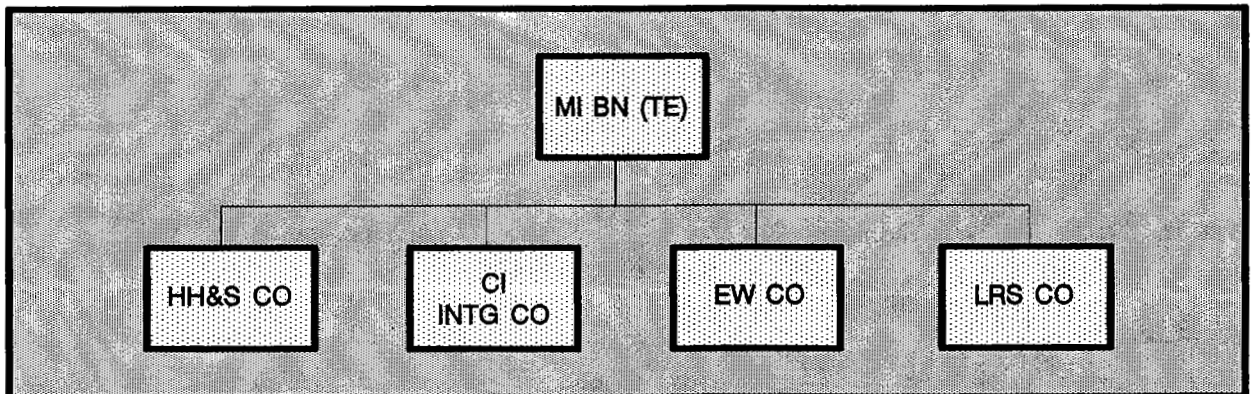 MI BN (TE)
HH&S CO
CI
INTG CO
EW CO
LRS CO